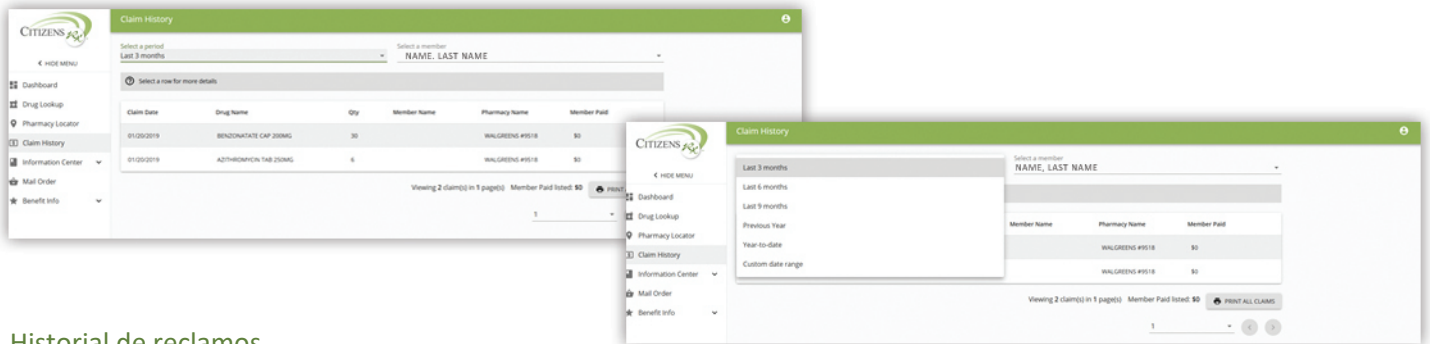 CITIZENS Rx
Claim History
HIDE MENU
Dashboard
Drug Lookup
Pharmacy Locator
Claim History
Information Center
Mail Order
Benefit Info
Select a period
Last 3 months
Select a member
NAME. LAST NAME
Select a row for more details
Claim Date Drug Name Qty Member Name Pharmacy Name Member Paid
01/20/2019 BENZONATATE CAP 200MG 30 WALGREENS #9518 $0
01/20/2019 AZITHROMYCIN TAB 250MG 6 WALGREENS #9518 $0
Viewing 2 claim(s) in 1 page(s) Member Paid listed: $0 PRINT
1
CITIZENS Rx
Claim History
HIDE MENU
Dashboard
Drug Lookup
Pharmacy Locator
Claim History
Information Center
Mail Order
Benefit Info
Last 3 months
Last 6 months
Last 9 months
Previous Year
Year-to-date
Custom date range
Select a member
NAME, LAST NAME
Member Name Pharmacy Name Member Paid
WALGREENS #9518 $0
WALGREENS #9518 $0
Viewing 2 claim(s) in 1 page(s) Member Paid listed: $0 PRINT ALL CLAIMS
1
Historial de reclamos